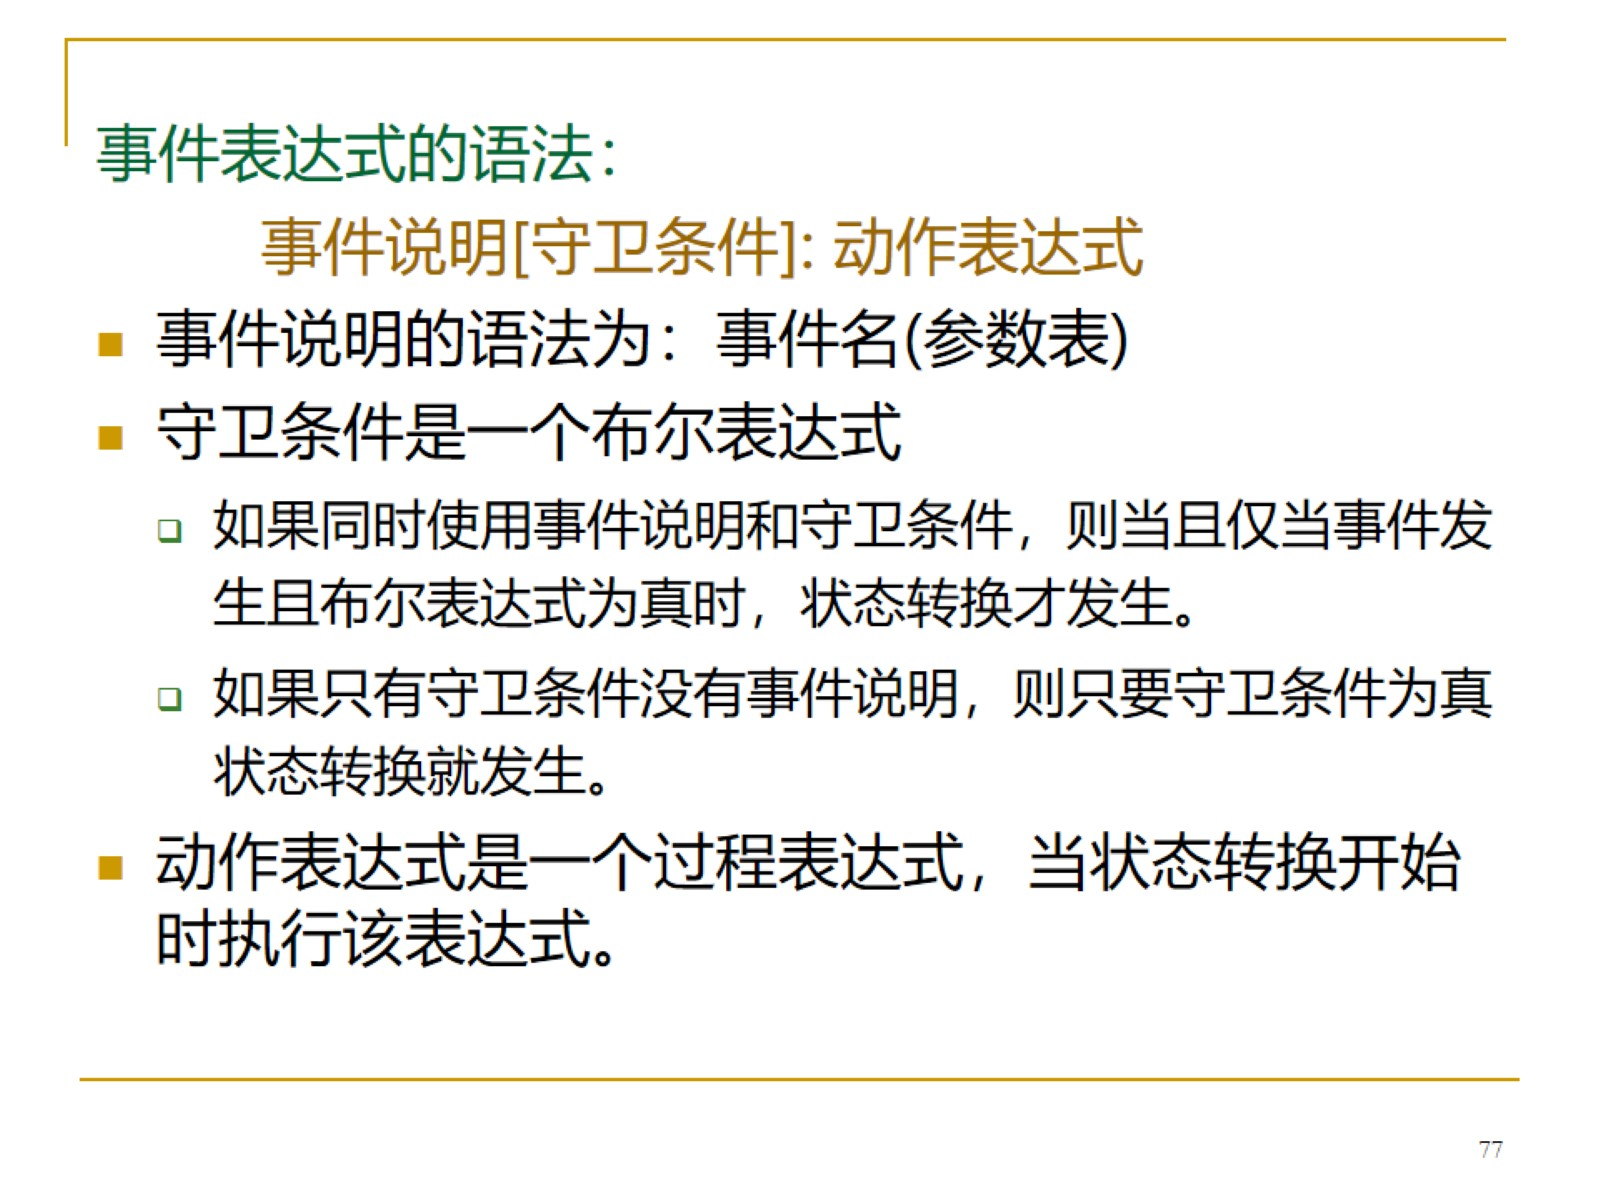 事件表达式的语法：
事件说明[守卫条件]: 动作表达式
事件说明的语法为：事件名(参数表)
守卫条件是一个布尔表达式
如果同时使用事件说明和守卫条件，则当且仅当事件发
生且布尔表达式为真时，状态转换才发生。
如果只有守卫条件没有事件说明，则只要守卫条件为真
状态转换就发生。
动作表达式是一个过程表达式，当状态转换开始
时执行该表达式。
77